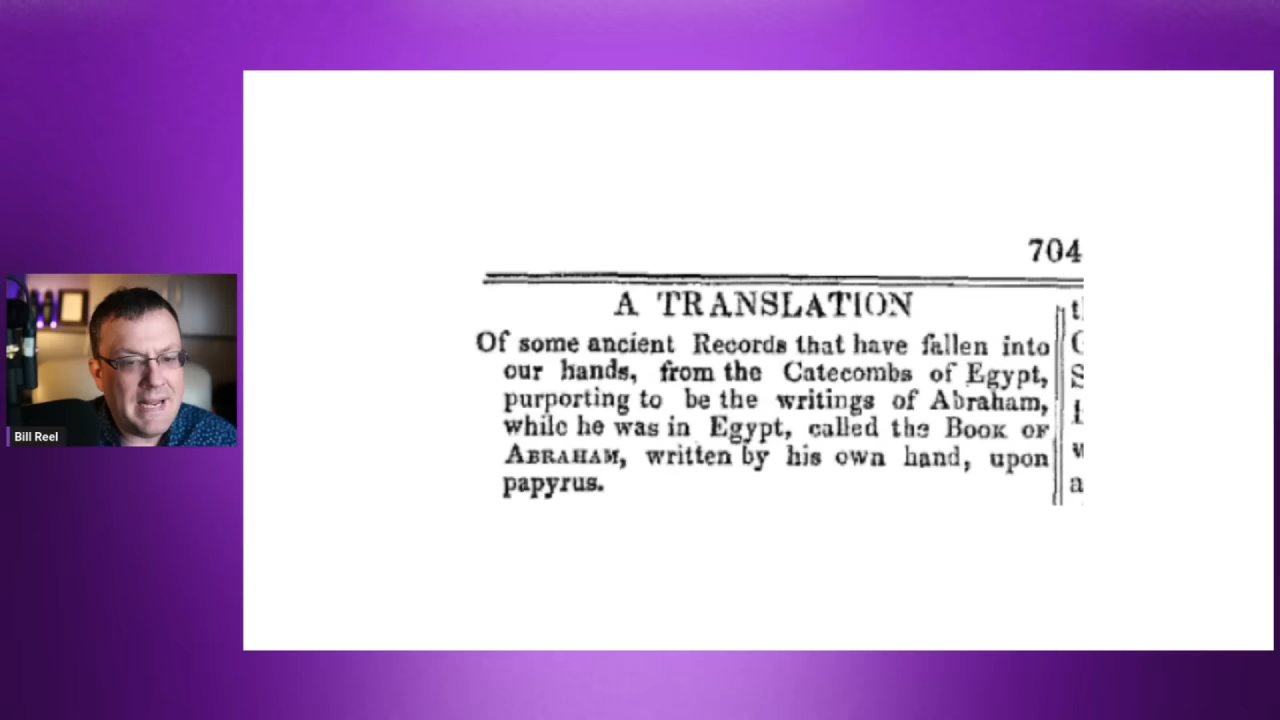 704
A TRANSLATION
Of some ancient Records that have fallen into
our hands, from the Catecombs of Egypt,
purporting to be the writings of Abraham,
while he was in Egypt, called the BOOK OF
ABRAHAM, written by his own hand, upon
papyrus.
Bill Reel